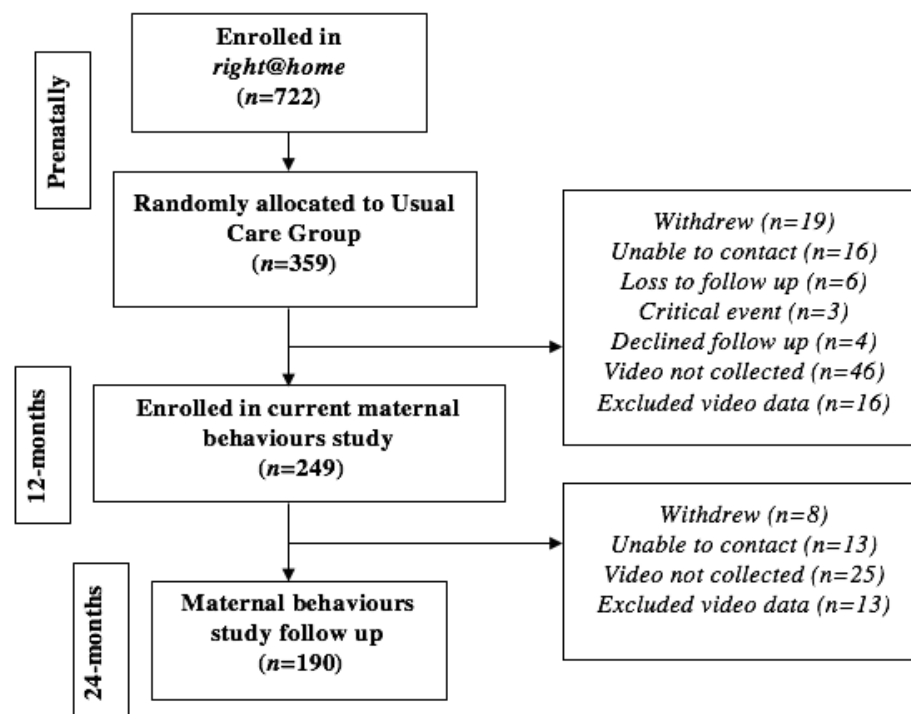 Prenatally
Enrolled in
right@home
(n=722)
Randomly allocated to Usual
Care Group
(n=359)
Withdrew (n=19)
Unable to contact (n=16)
Loss to follow up (n=6)
Critical event (n=3)
Declined follow up (n=4)
Video not collected (n=46)
Excluded video data (n=16)
12-months
Enrolled in current maternal
behaviours study
(n=249)
Withdrew (n=8)
Unable to contact (n=13)
Video not collected (n=25)
Excluded video data (n=13)
24-months
Maternal behaviours
study follow up
(n=190)